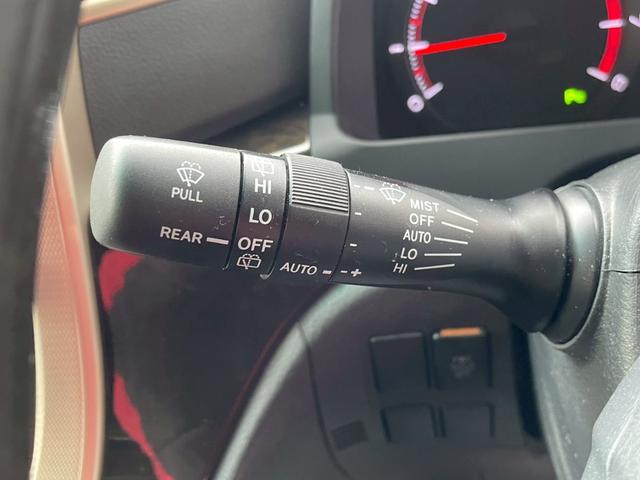 PULL
REAR
HI
LO
OFF
AUTO - - +
MIST
OFF
AUTO
LO
HI